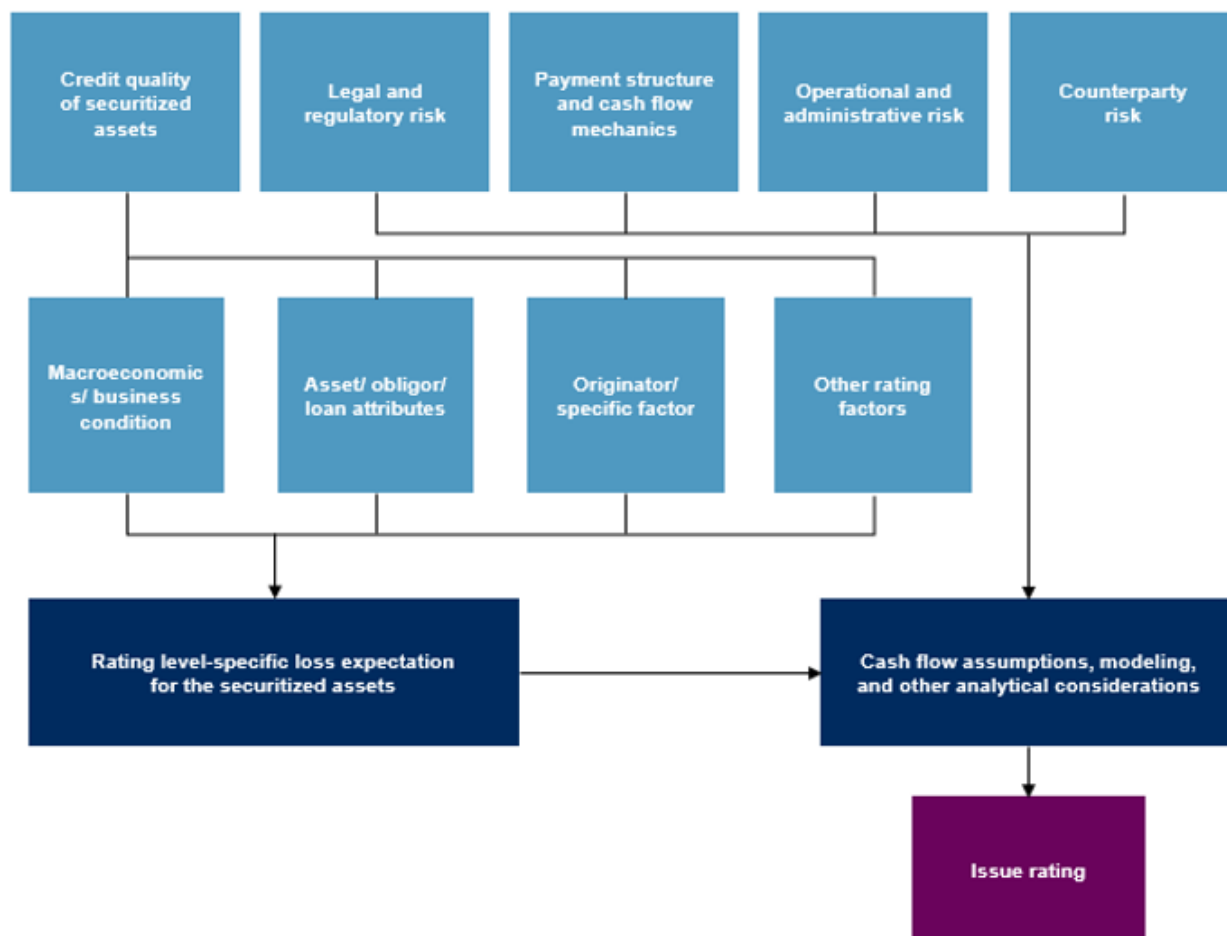 Credit quality
of securitized
assets
Legal and
regulatory risk
Payment structure
and cash flow
mechanics
Operational and
administrative risk
Counterparty
risk
Macroeconomic
s/ business
condition
Asset/ obligor/
loan attributes
Originator/
specific factor
Other rating
factors
Rating level-specific loss expectation
for the securitized assets
Cash flow assumptions, modeling,
and other analytical considerations
Issue rating